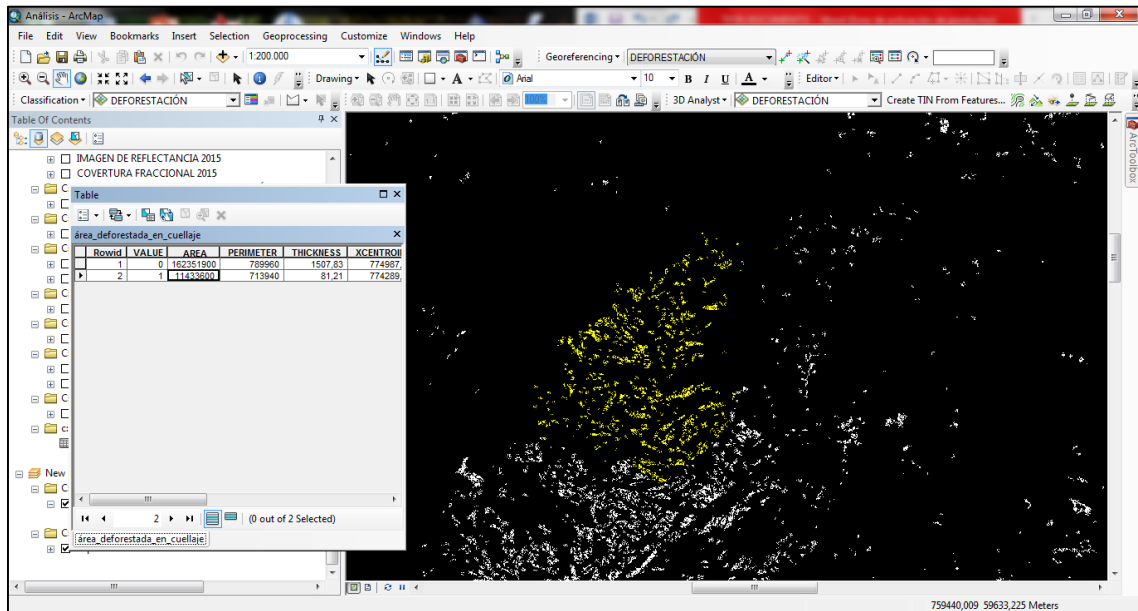 Análisis - ArcMap
File Edit View Bookmarks Insert Selection Geoprocessing Customize Windows Help
1:200.000 Georeferencing DEFORESTACIÓN
Drawing A Arial 10 B I U A Editor
Classification DEFORESTACIÓN 100% 3D Analyst DEFORESTACIÓN Create TIN From Features...
Table Of Contents
IMAGEN DE REFLECTANCIA 2015
COVERTURA FRACCIONAL 2015
C
Table
área_deforestada_en_cuellaje
Rowid VALUE AREA PERIMETER THICKNESS XCENTROI
1 0 162351900 789960 1507,83 774987,
2 1 11433600 713940 81,21 774289,
New
2 (0 out of 2 Selected)
área_deforestada_en_cuellaje
ArcToolbox
759440,009 59633,225 Meters